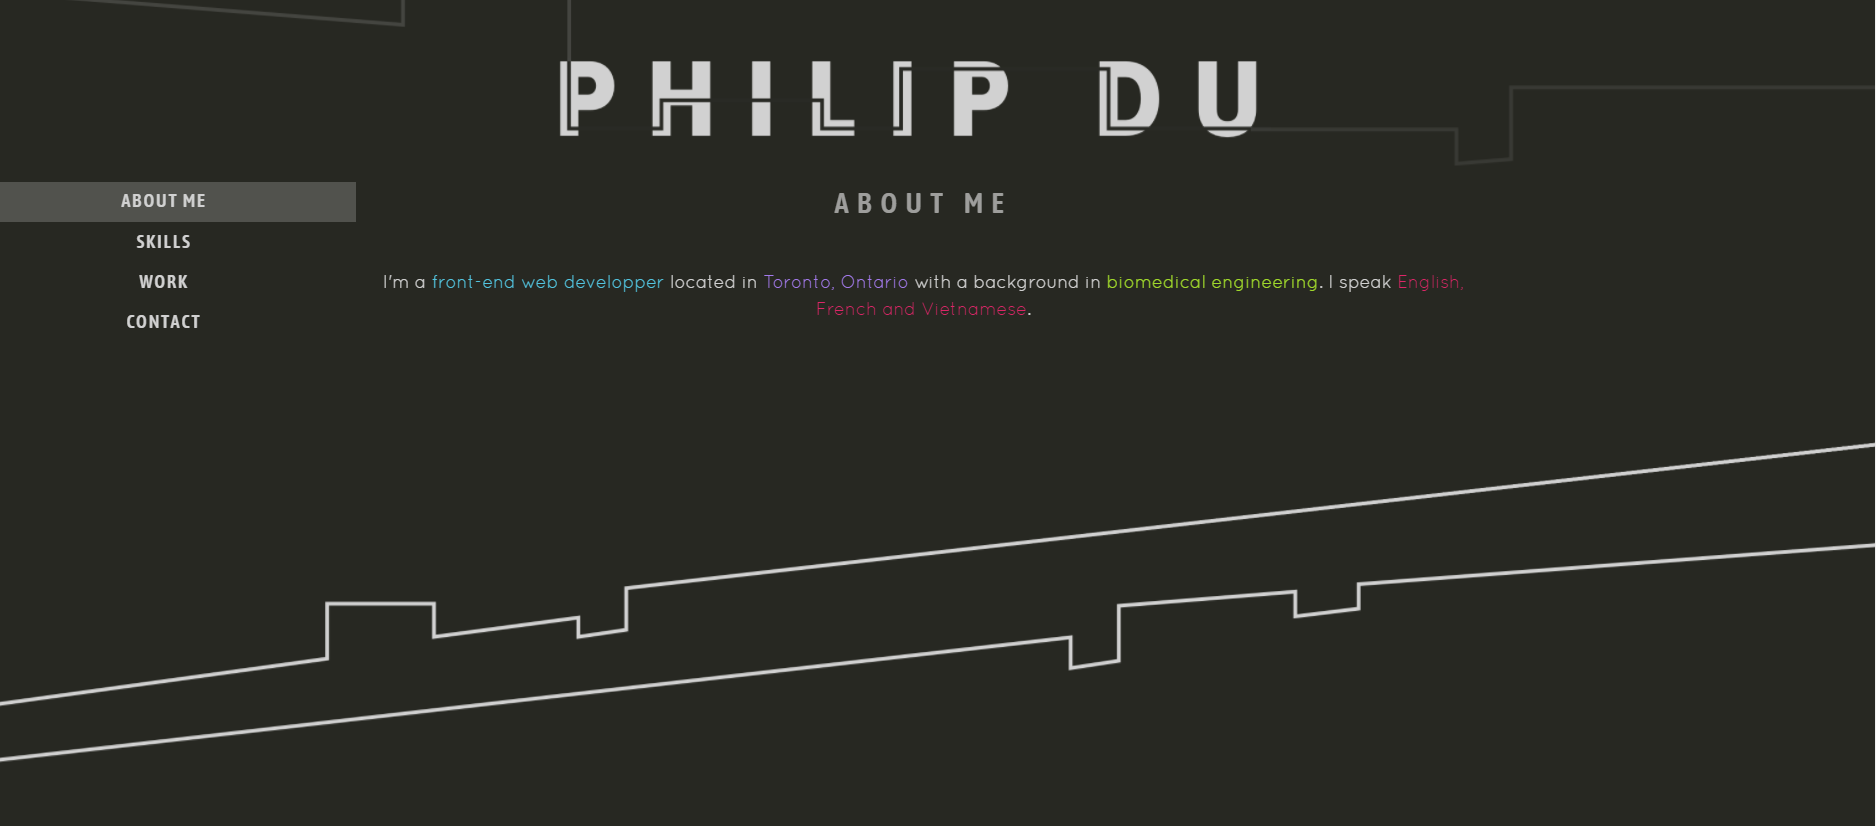 PHILIP DU
ABOUT ME
SKILLS
WORK
CONTACT
ABOUT ME
I'm a front-end web developper located in Toronto, Ontario with a background in biomedical engineering. I speak English,
French and Vietnamese.